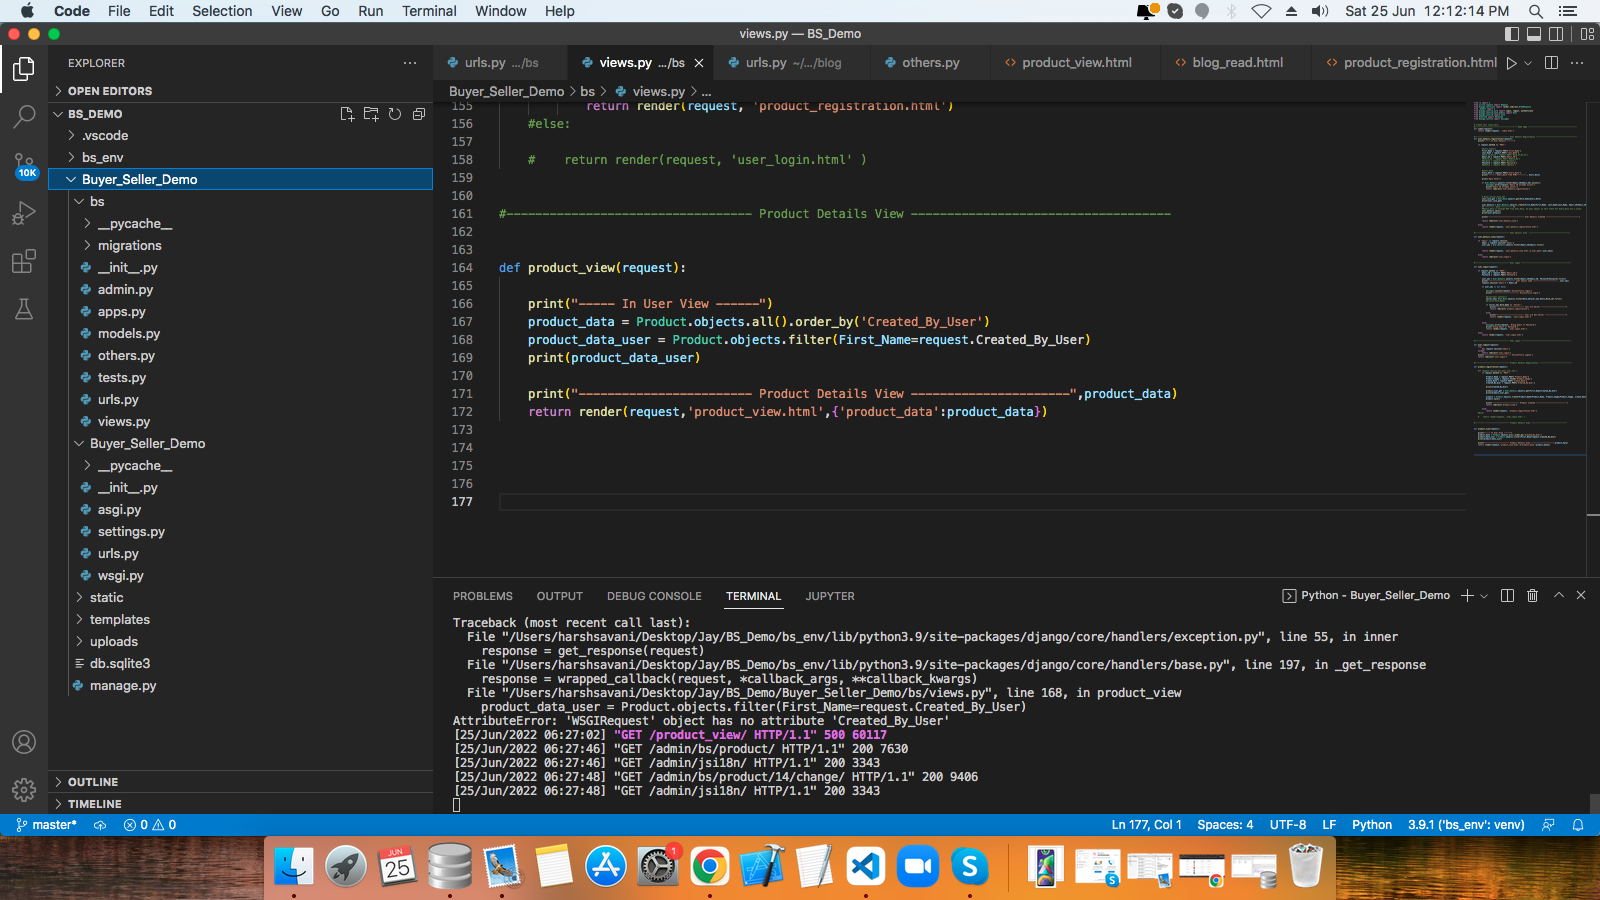 Code File Edit Selection View Go Run Terminal Window Help Sat 25 Jun 12:12:14 PM
views.py — BS_Demo
EXPLORER
urls.py .../bs
views.py .../bs
urls.py ~/.../blog
others.py
product_view.html
blog_read.html
product_registration.html
OPEN EDITORS
BS_DEMO
.vscode
bs_env
Buyer_Seller_Demo
bs
__pycache__
migrations
__init__.py
admin.py
apps.py
models.py
others.py
tests.py
urls.py
views.py
Buyer_Seller_Demo
__pycache__
__init__.py
asgi.py
settings.py
urls.py
wsgi.py
static
templates
uploads
db.sqlite3
manage.py
OUTLINE
TIMELINE
10K
Buyer_Seller_Demo > bs > views.py > ...
155 return render(request, 'product_registration.html')
156 #else:
157
158 #    return render(request, 'user_login.html' )
159
160
161 #---------------------------------- Product Details View ------------------------------------
162
163
164 def product_view(request):
165
166 print("----- In User View ------")
167 product_data = Product.objects.all().order_by('Created_By_User')
168 product_data_user = Product.objects.filter(First_Name=request.Created_By_User)
169 print(product_data_user)
170
171 print("------------------------ Product Details View ----------------------",product_data)
172 return render(request,'product_view.html',{'product_data':product_data})
173
174
175
176
177
PROBLEMS OUTPUT DEBUG CONSOLE TERMINAL JUPYTER
Python - Buyer_Seller_Demo
Traceback (most recent call last):
File "/Users/harshsavani/Desktop/Jay/BS_Demo/bs_env/lib/python3.9/site-packages/django/core/handlers/exception.py", line 55, in inner
response = get_response(request)
File "/Users/harshsavani/Desktop/Jay/BS_Demo/bs_env/lib/python3.9/site-packages/django/core/handlers/base.py", line 197, in _get_response
response = wrapped_callback(request, *callback_args, **callback_kwargs)
File "/Users/harshsavani/Desktop/Jay/BS_Demo/Buyer_Seller_Demo/bs/views.py", line 168, in product_view
product_data_user = Product.objects.filter(First_Name=request.Created_By_User)
AttributeError: 'WSGIRequest' object has no attribute 'Created_By_User'
[25/Jun/2022 06:27:02] "GET /product_view/ HTTP/1.1" 500 60117
[25/Jun/2022 06:27:46] "GET /admin/bs/product/ HTTP/1.1" 200 7630
[25/Jun/2022 06:27:46] "GET /admin/jsi18n/ HTTP/1.1" 200 3343
[25/Jun/2022 06:27:48] "GET /admin/bs/product/14/change/ HTTP/1.1" 200 9406
[25/Jun/2022 06:27:48] "GET /admin/jsi18n/ HTTP/1.1" 200 3343
master* 0 0 Ln 177, Col 1 Spaces: 4 UTF-8 LF Python 3.9.1 ('bs_env': venv)
JUN
25
1